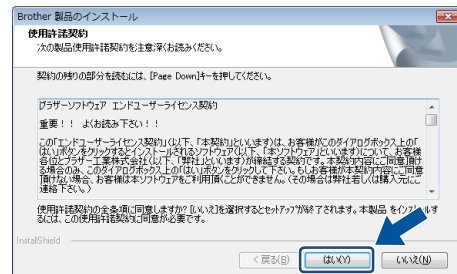 Brother 製品のインストール
使用許諾契約
次の製品使用許諾契約を注意深くお読みください。
契約の残りの部分を読むには、[Page Down]キーを押してください。
ブラザーソフトウェア エンドユーザーライセンス契約
重要！！ よくお読み下さい！！
この「エンドユーザーライセンス契約」(以下、「本契約」といいます)は、お客様がこのダイアログボックス上の「
はい」ボタンをクリックするとインストールされるソフトウェア(以下、「本ソフトウェア」といいます)について、お客様
各位とブラザー工業株式会社(以下、「弊社」といいます)が締結する契約です。本契約内容にご同意頂け
る場合のみ、このダイアログボックス上の「はい」ボタンをクリックして下さい。もしもお客様が本契約内容にご同意
頂けない場合、お客様は本ソフトウェアをご利用頂くことができません。(その場合は弊社若しくは購入元にご
連絡下さい。)
使用許諾契約の全条項に同意しますか? [いいえ]を選択するとセットアップが終了されます。本製品 をインストールす
るには、この使用許諾契約に同意が必要です。
InstallShield
< 戻る(B)
はい(Y)
いいえ(N)